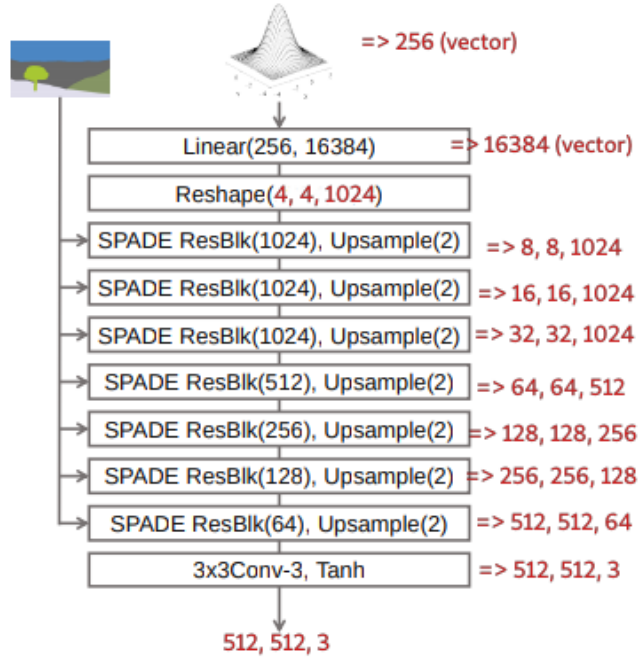 => 256 (vector)
Linear(256, 16384) => 16384 (vector)
Reshape(4, 4, 1024)
SPADE ResBlk(1024), Upsample(2) => 8, 8, 1024
SPADE ResBlk(1024), Upsample(2) => 16, 16, 1024
SPADE ResBlk(1024), Upsample(2) => 32, 32, 1024
SPADE ResBlk(512), Upsample(2) => 64, 64, 512
SPADE ResBlk(256), Upsample(2) => 128, 128, 256
SPADE ResBlk(128), Upsample(2) => 256, 256, 128
SPADE ResBlk(64), Upsample(2) => 512, 512, 64
3x3Conv-3, Tanh => 512, 512, 3
512, 512, 3